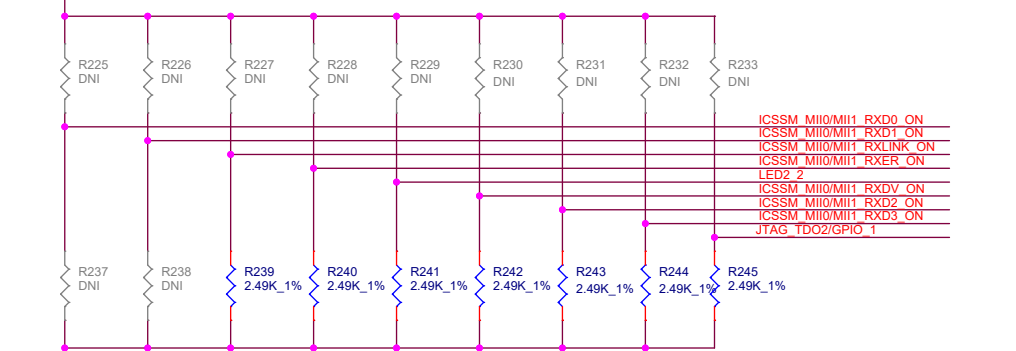 R225
DNI
R226
DNI
R227
DNI
R228
DNI
R229
DNI
R230
DNI
R231
DNI
R232
DNI
R233
DNI
ICSSM_MII0/MII1_RXD0_ON
ICSSM_MII0/MII1_RXD1_ON
ICSSM_MII0/MII1_RXLINK_ON
ICSSM_MII0/MII1_RXER_ON
LED2_2
ICSSM_MII0/MII1_RXDV_ON
ICSSM_MII0/MII1_RXD2_ON
ICSSM_MII0/MII1_RXD3_ON
JTAG_TDO2/GPIO_1
R237
DNI
R238
DNI
R239
2.49K_1%
R240
2.49K_1%
R241
2.49K_1%
R242
2.49K_1%
R243
2.49K_1%
R244
2.49K_1%
R245
2.49K_1%